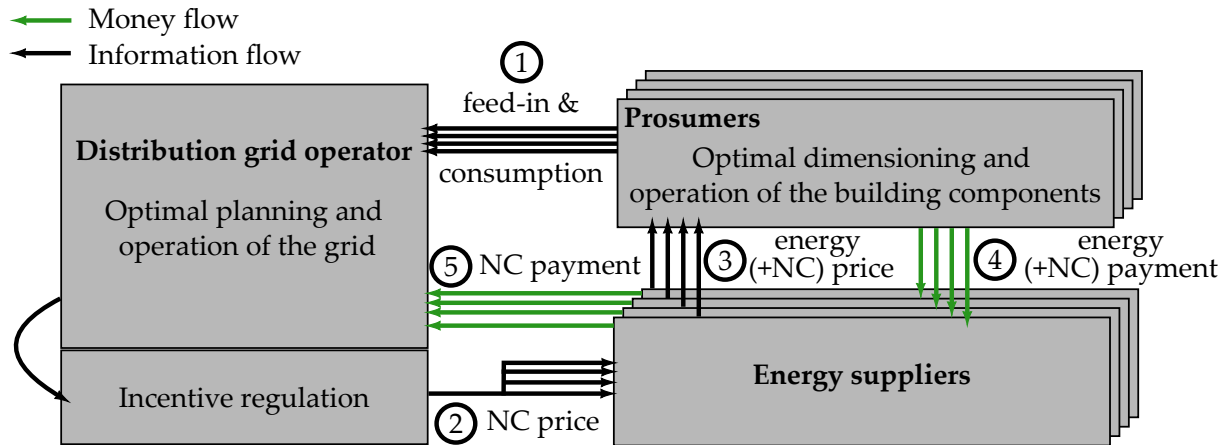 Money flow
Information flow
1
feed-in &
consumption
Distribution grid operator
Optimal planning and
operation of the grid
Prosumers
Optimal dimensioning and
operation of the building components
5 NC payment
3 energy
(+NC) price
4 energy
(+NC) payment
Incentive regulation
2 NC price
Energy suppliers